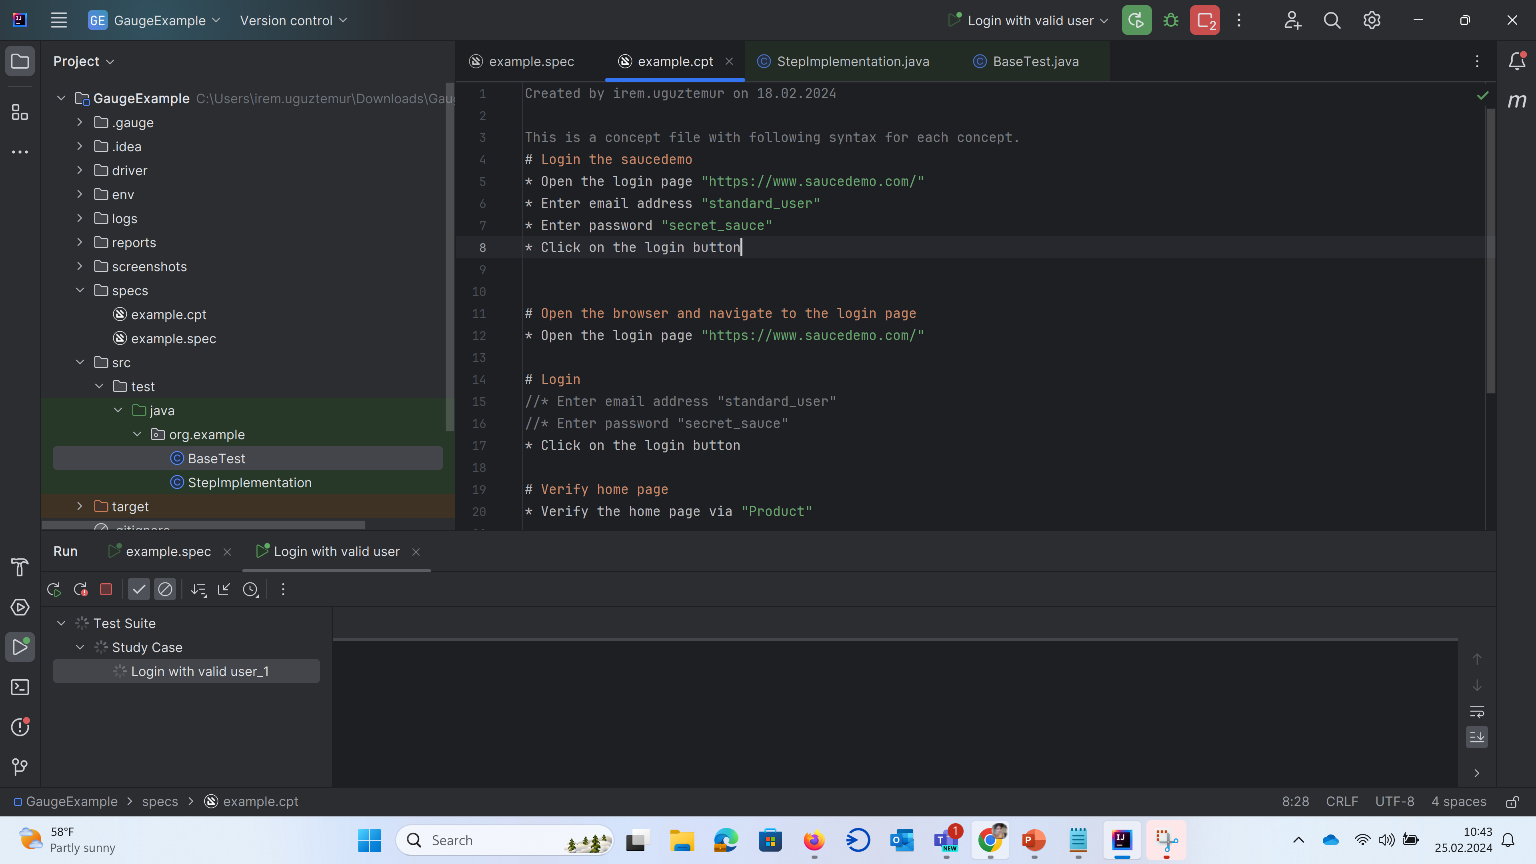 GE GaugeExample Version control
Login with valid user
2
Project
example.spec
example.cpt
StepImplementation.java
BaseTest.java
GaugeExample C:\Users\irem.uguztemur\Downloads\Gau
.gauge
.idea
driver
env
logs
reports
screenshots
specs
example.cpt
example.spec
src
test
java
org.example
BaseTest
StepImplementation
target
.gitignore
1 Created by irem.uguztemur on 18.02.2024
2
3 This is a concept file with following syntax for each concept.
4 # Login the saucedemo
5 * Open the login page "https://www.saucedemo.com/"
6 * Enter email address "standard_user"
7 * Enter password "secret_sauce"
8 * Click on the login button
9
10
11 # Open the browser and navigate to the login page
12 * Open the login page "https://www.saucedemo.com/"
13
14 # Login
15 //* Enter email address "standard_user"
16 //* Enter password "secret_sauce"
17 * Click on the login button
18
19 # Verify home page
20 * Verify the home page via "Product"
m
Run example.spec Login with valid user
Test Suite
Study Case
Login with valid user_1
GaugeExample specs example.cpt
8:28 CRLF UTF-8 4 spaces
58°F
Partly sunny
Search
1
NEW
10:43
25.02.2024